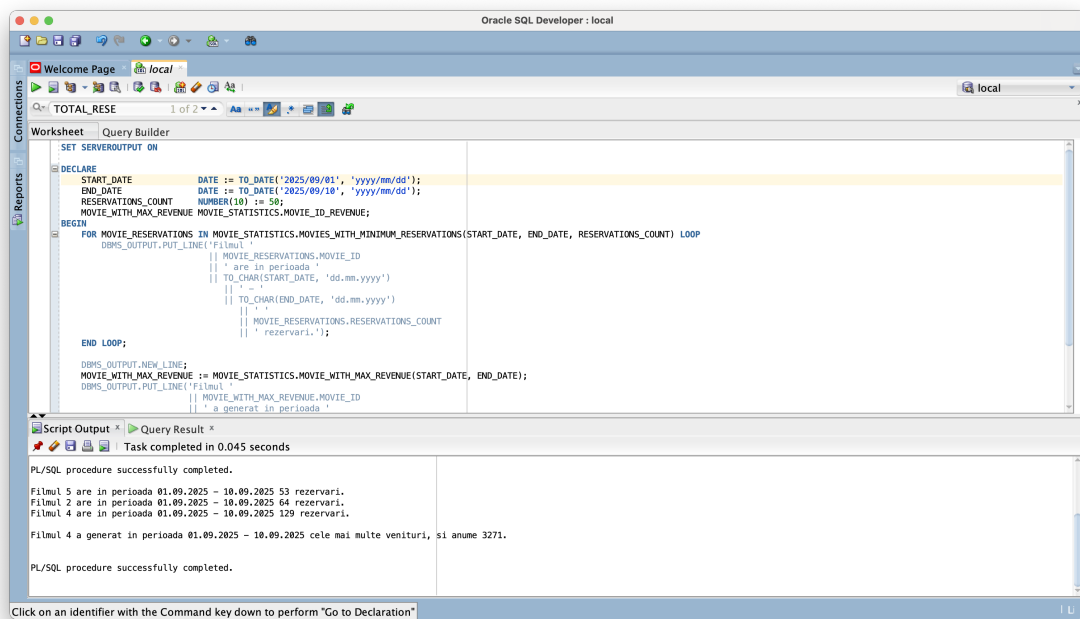 Oracle SQL Developer : local
Welcome Page
local
local
TOTAL_RESE 1 of 2
Connections
Reports
Worksheet Query Builder
SET SERVEROUTPUT ON
DECLARE
START_DATE DATE := TO_DATE('2025/09/01', 'yyyy/mm/dd');
END_DATE DATE := TO_DATE('2025/09/10', 'yyyy/mm/dd');
RESERVATIONS_COUNT NUMBER(10) := 50;
MOVIE_WITH_MAX_REVENUE MOVIE_STATISTICS.MOVIE_ID_REVENUE;
BEGIN
FOR MOVIE_RESERVATIONS IN MOVIE_STATISTICS.MOVIES_WITH_MINIMUM_RESERVATIONS(START_DATE, END_DATE, RESERVATIONS_COUNT) LOOP
DBMS_OUTPUT.PUT_LINE('Filmul '
|| MOVIE_RESERVATIONS.MOVIE_ID
|| ' are in perioada '
|| TO_CHAR(START_DATE, 'dd.mm.yyyy')
|| ' - '
|| TO_CHAR(END_DATE, 'dd.mm.yyyy')
|| ' '
|| MOVIE_RESERVATIONS.RESERVATIONS_COUNT
|| ' rezervari.');
END LOOP;
DBMS_OUTPUT.NEW_LINE;
MOVIE_WITH_MAX_REVENUE := MOVIE_STATISTICS.MOVIE_WITH_MAX_REVENUE(START_DATE, END_DATE);
DBMS_OUTPUT.PUT_LINE('Filmul '
|| MOVIE_WITH_MAX_REVENUE.MOVIE_ID
|| ' a generat in perioada '
Script Output x Query Result x
Task completed in 0.045 seconds
PL/SQL procedure successfully completed.
Filmul 5 are in perioada 01.09.2025 - 10.09.2025 53 rezervari.
Filmul 2 are in perioada 01.09.2025 - 10.09.2025 64 rezervari.
Filmul 4 are in perioada 01.09.2025 - 10.09.2025 129 rezervari.
Filmul 4 a generat in perioada 01.09.2025 - 10.09.2025 cele mai multe venituri, si anume 3271.
PL/SQL procedure successfully completed.
Click on an identifier with the Command key down to perform "Go to Declaration"